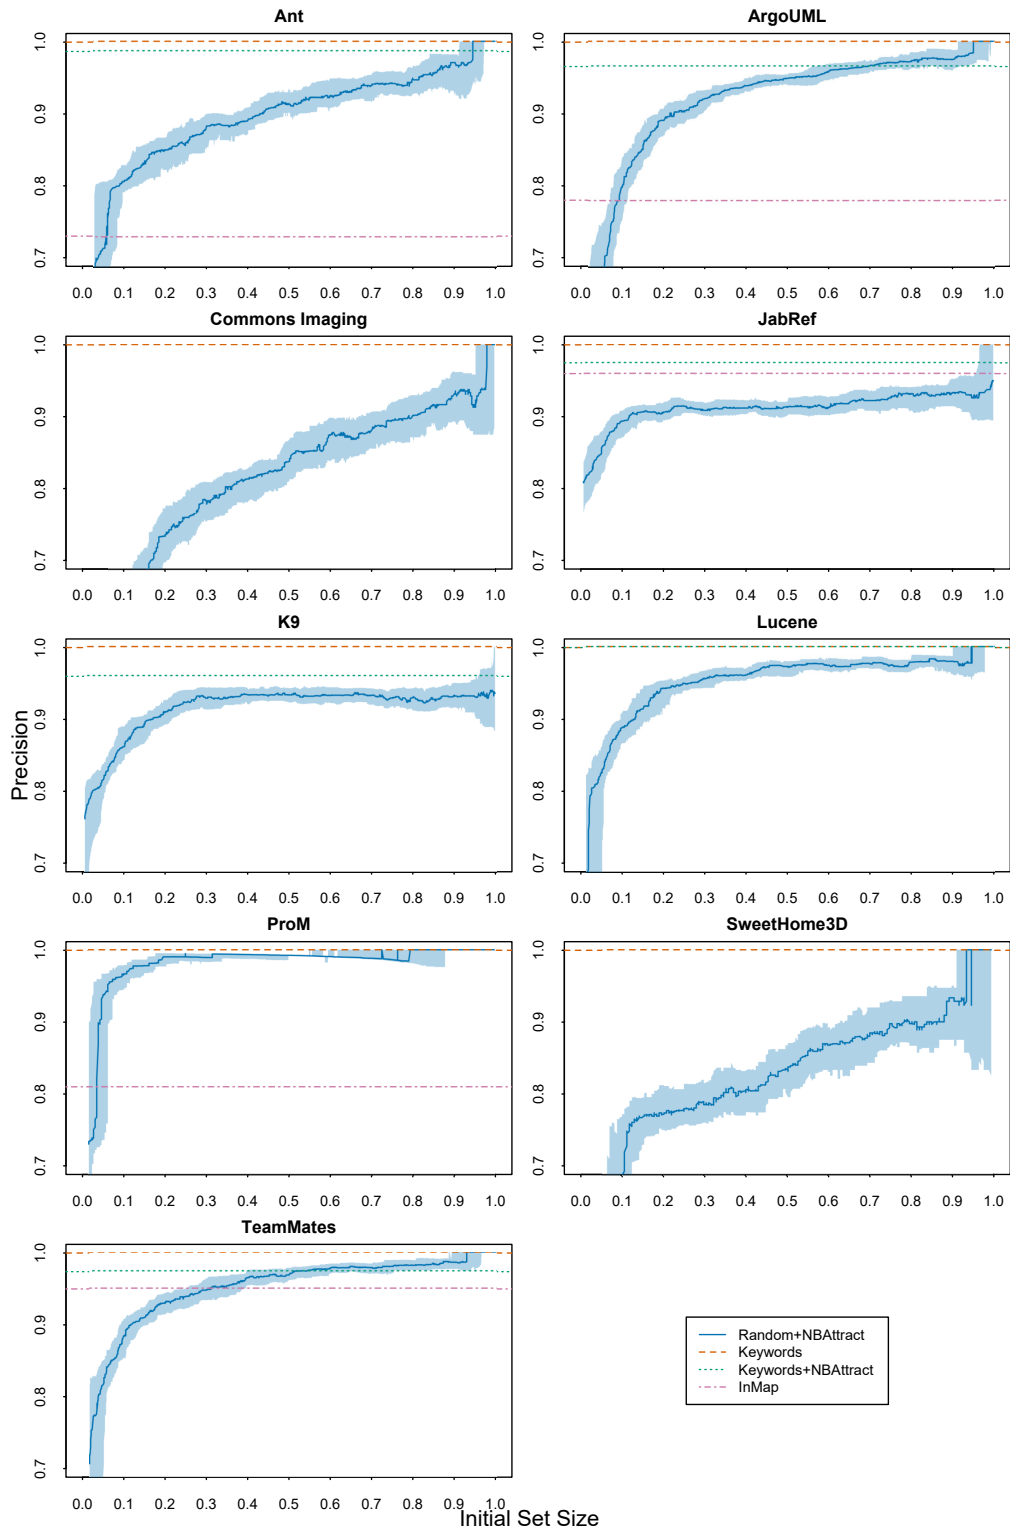 Ant
ArgoUML
1.0
0.9
0.8
0.7
0.0 0.1 0.2 0.3 0.4 0.5 0.6 0.7 0.8 0.9 1.0
1.0
0.9
0.8
0.7
0.0 0.1 0.2 0.3 0.4 0.5 0.6 0.7 0.8 0.9 1.0
Commons Imaging
JabRef
1.0
0.9
0.8
0.7
0.0 0.1 0.2 0.3 0.4 0.5 0.6 0.7 0.8 0.9 1.0
1.0
0.9
0.8
0.7
0.0 0.1 0.2 0.3 0.4 0.5 0.6 0.7 0.8 0.9 1.0
K9
Lucene
1.0
0.9
0.8
0.7
0.0 0.1 0.2 0.3 0.4 0.5 0.6 0.7 0.8 0.9 1.0
1.0
0.9
0.8
0.7
0.0 0.1 0.2 0.3 0.4 0.5 0.6 0.7 0.8 0.9 1.0
Precision
ProM
SweetHome3D
1.0
0.9
0.8
0.7
0.0 0.1 0.2 0.3 0.4 0.5 0.6 0.7 0.8 0.9 1.0
1.0
0.9
0.8
0.7
0.0 0.1 0.2 0.3 0.4 0.5 0.6 0.7 0.8 0.9 1.0
TeamMates
1.0
0.9
0.8
0.7
0.0 0.1 0.2 0.3 0.4 0.5 0.6 0.7 0.8 0.9 1.0
Random+NBAttract
Keywords
Keywords+NBAttract
InMap
Initial Set Size